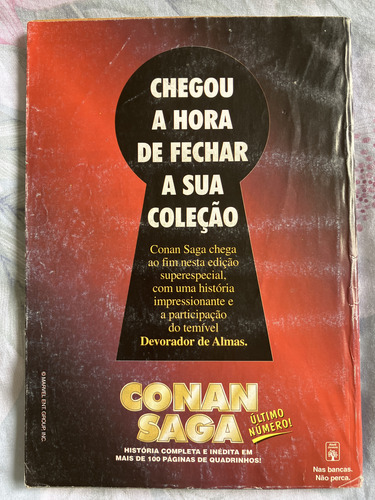 CHEGOU
A HORA
DE FECHAR
A SUA
COLEÇÃO
Conan Saga chega
ao fim nesta edição
superespecial,
com uma história
impressionante e
a participação
do temível
Devorador de Almas.
CONAN
SAGA
ÚLTIMO
NÚMERO!
HISTÓRIA COMPLETA E INÉDITA EM
MAIS DE 100 PÁGINAS DE QUADRINHOS!
© MARVEL ENT. GROUP, INC.
Nas bancas.
Não perca.